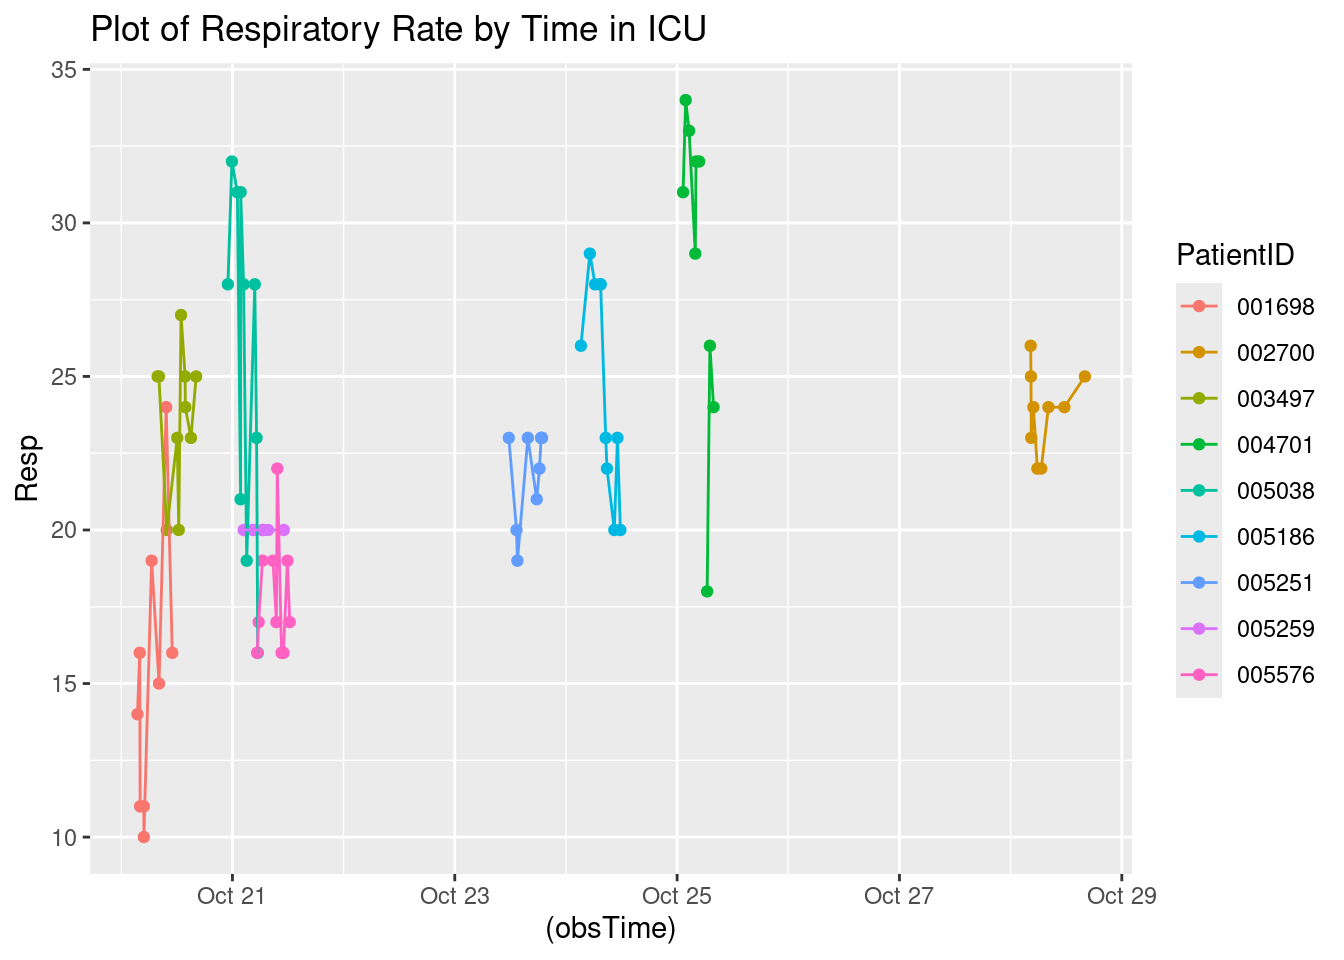 Plot of Respiratory Rate by Time in ICU
35
30
25
20
15
10
Resp
Oct 21
Oct 23
Oct 25
Oct 27
Oct 29
(obsTime)
PatientID
001698
002700
003497
004701
005038
005186
005251
005259
005576